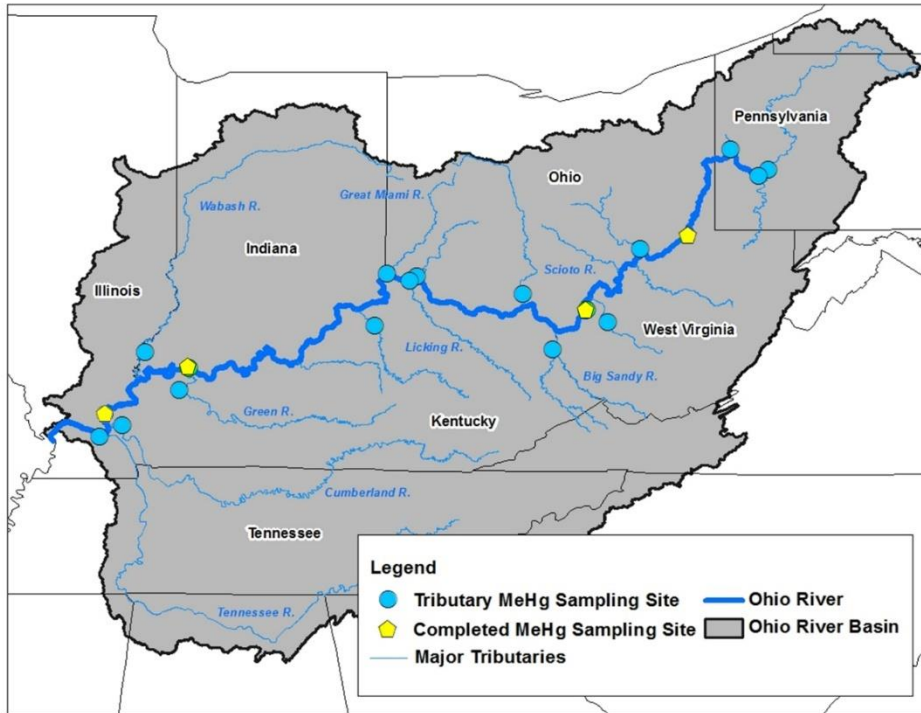 Pennsylvania
Ohio
Great Miami R.
Wabash R.
Indiana
Scioto R.
Illinois
West Virginia
Licking R.
Big Sandy R.
Green R.
Kentucky
Cumberland R.
Tennessee
Tennessee R.
Legend
Tributary MeHg Sampling Site
Ohio River
Completed MeHg Sampling Site
Ohio River Basin
Major Tributaries